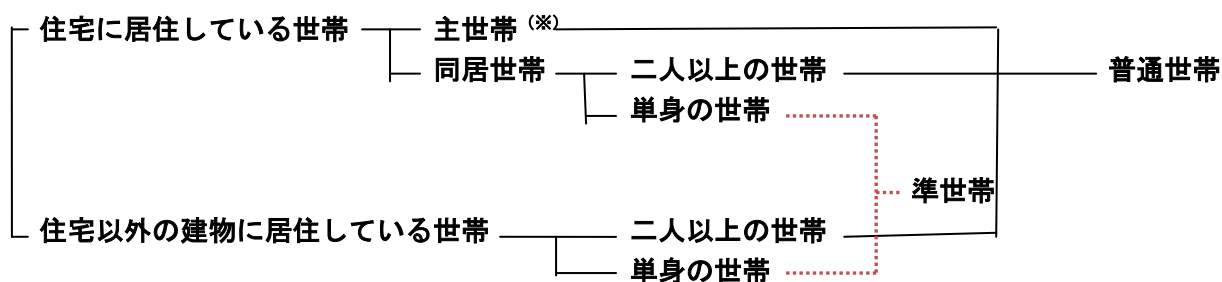 住宅に居住している世帯 主世帯（※）
同居世帯 二人以上の世帯 普通世帯
単身の世帯
準世帯
住宅以外の建物に居住している世帯 二人以上の世帯
単身の世帯